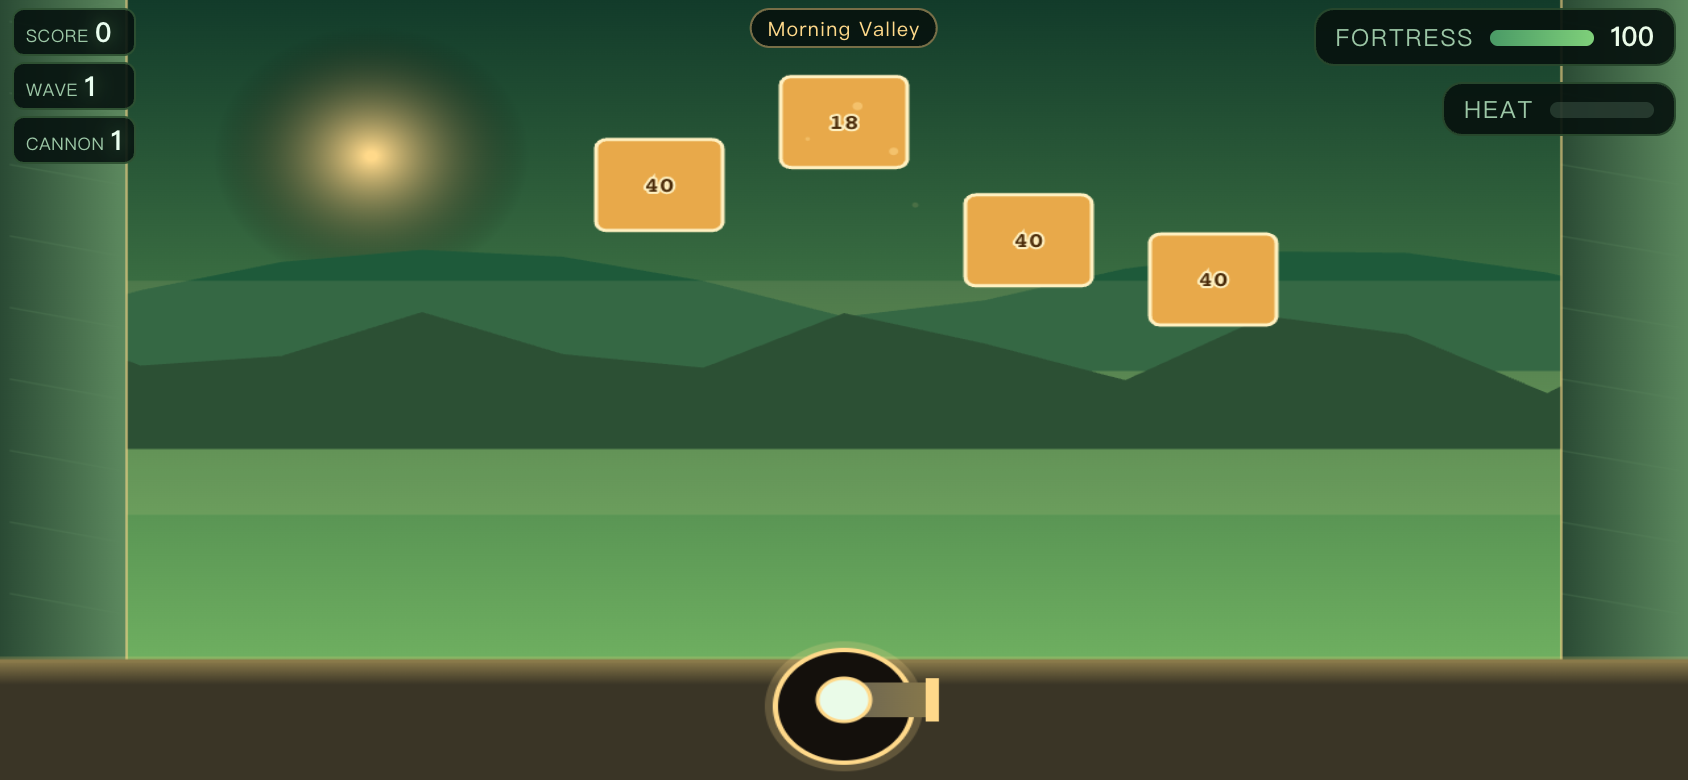 SCORE 0
WAVE 1
CANNON 1
Morning Valley
FORTRESS 100
HEAT
18
40
40
40